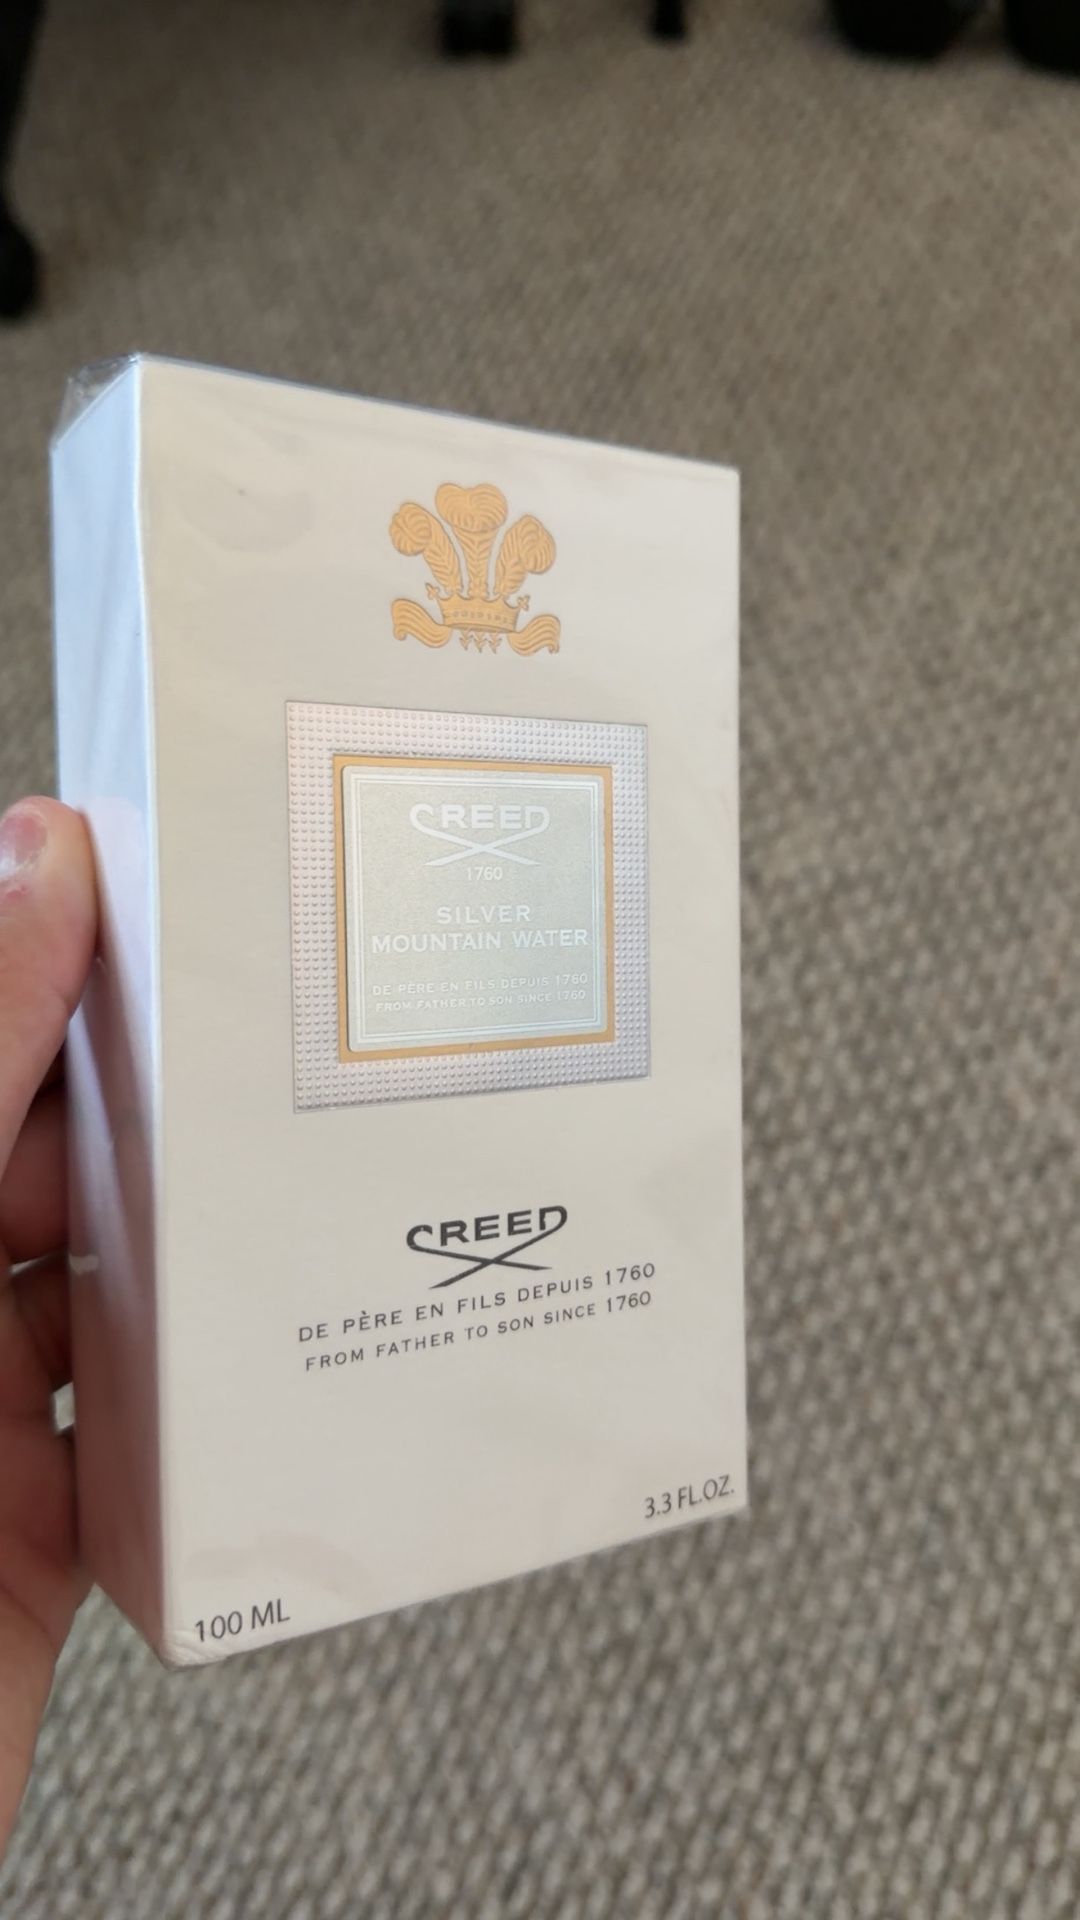 CREED
1760
SILVER
MOUNTAIN WATER
DE PÈRE EN FILS DEPUIS 1760
FROM FATHER TO SON SINCE 1760
CREED
DE PÈRE EN FILS DEPUIS 1760
FROM FATHER TO SON SINCE 1760
3.3 FL.OZ.
100 ML